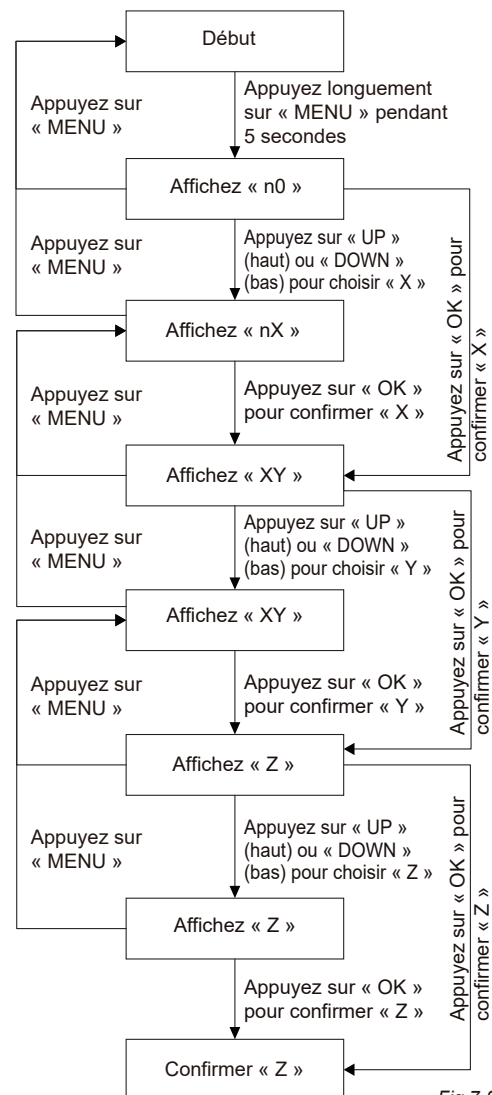 Début
Appuyez sur
« MENU »
Appuyez longuement
sur « MENU » pendant
5 secondes
Affichez « n0 »
Appuyez sur
« MENU »
Appuyez sur « UP »
(haut) ou « DOWN »
(bas) pour choisir « X »
Appuyez sur « OK » pour
confirmer « X »
Affichez « nX »
Appuyez sur
« MENU »
Appuyez sur « OK »
pour confirmer « X »
Affichez « XY »
Appuyez sur
« MENU »
Appuyez sur « UP »
(haut) ou « DOWN »
(bas) pour choisir « Y »
Appuyez sur « OK » pour
confirmer « Y »
Affichez « XY »
Appuyez sur
« MENU »
Appuyez sur « OK »
pour confirmer « Y »
Affichez « Z »
Appuyez sur
« MENU »
Appuyez sur « UP »
(haut) ou « DOWN »
(bas) pour choisir « Z »
Appuyez sur « OK » pour
confirmer « Z »
Affichez « Z »
Appuyez sur « OK »
pour confirmer « Z »
Confirmer « Z »